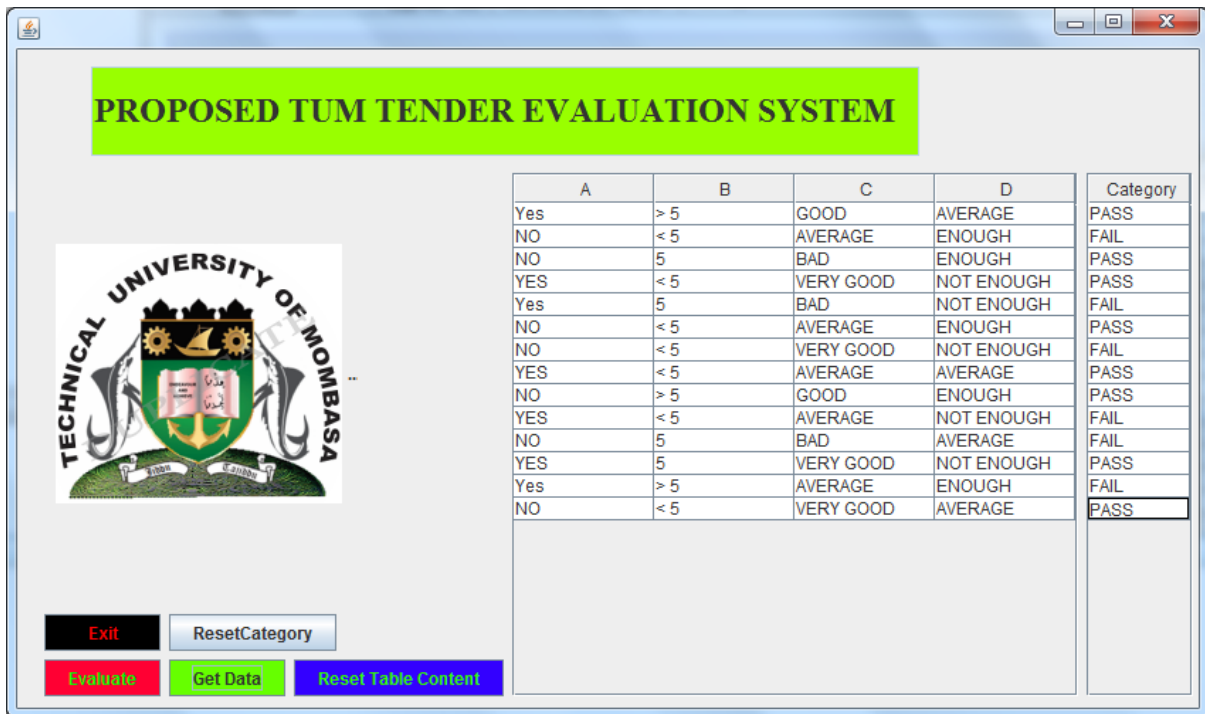 PROPOSED TUM TENDER EVALUATION SYSTEM
TECHNICAL UNIVERSITY OF MOMBASA
Jiddu Tanddu
A B C D Category
Yes > 5 GOOD AVERAGE PASS
NO < 5 AVERAGE ENOUGH FAIL
NO 5 BAD ENOUGH PASS
YES < 5 VERY GOOD NOT ENOUGH PASS
Yes 5 BAD NOT ENOUGH FAIL
NO < 5 AVERAGE ENOUGH PASS
NO < 5 VERY GOOD NOT ENOUGH FAIL
YES < 5 AVERAGE AVERAGE PASS
NO > 5 GOOD ENOUGH PASS
YES < 5 AVERAGE NOT ENOUGH FAIL
NO 5 BAD AVERAGE FAIL
YES 5 VERY GOOD NOT ENOUGH PASS
Yes > 5 AVERAGE ENOUGH FAIL
NO < 5 VERY GOOD AVERAGE PASS
Exit ResetCategory
Evaluate Get Data Reset Table Content